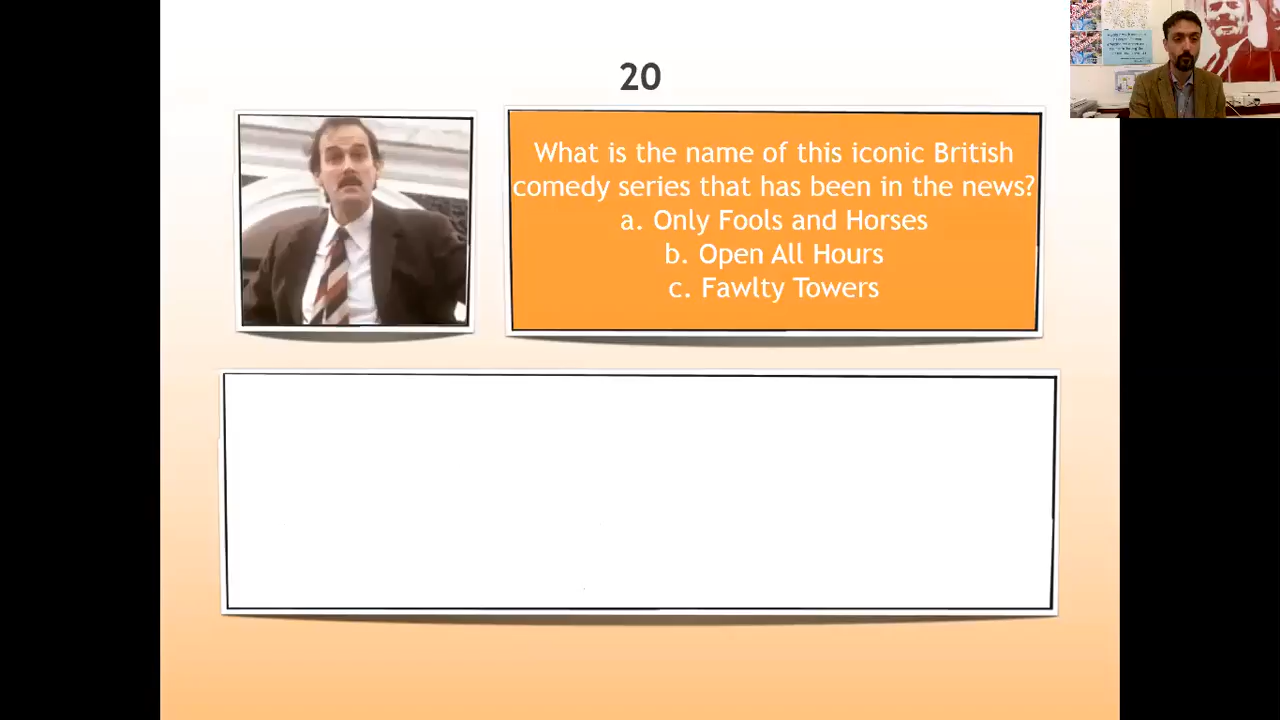 20
What is the name of this iconic British
comedy series that has been in the news?
a. Only Fools and Horses
b. Open All Hours
c. Fawlty Towers